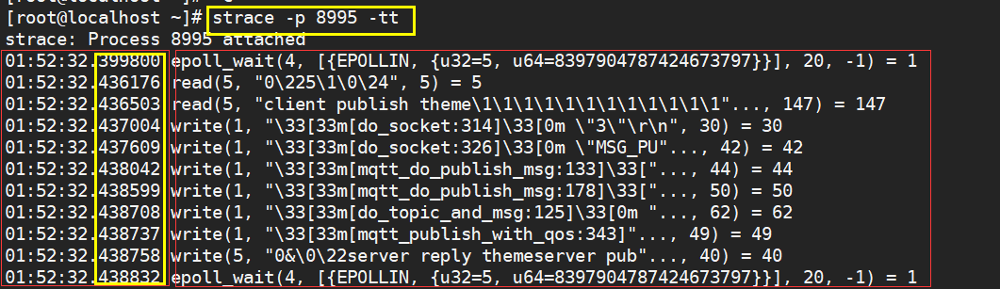 [root@localhost ~]# strace -p 8995 -tt
strace: Process 8995 attached
01:52:32.399800 epoll_wait(4, [{EPOLLIN, {u32=5, u64=8397904787424673797}}], 20, -1) = 1
01:52:32.436176 read(5, "0\225\1\0\24", 5) = 5
01:52:32.436503 read(5, "client publish theme\1\1\1\1\1\1\1\1\1\1\1\1"..., 147) = 147
01:52:32.437004 write(1, "\33[33m[do_socket:314]\33[0m \"3\"\r\n", 30) = 30
01:52:32.437609 write(1, "\33[33m[do_socket:326]\33[0m \"MSG_PU"..., 42) = 42
01:52:32.438042 write(1, "\33[33m[mqtt_do_publish_msg:133]\33["..., 44) = 44
01:52:32.438599 write(1, "\33[33m[mqtt_do_publish_msg:178]\33["..., 50) = 50
01:52:32.438708 write(1, "\33[33m[do_topic_and_msg:125]\33[0m "..., 62) = 62
01:52:32.438737 write(1, "\33[33m[mqtt_publish_with_qos:343]"..., 49) = 49
01:52:32.438758 write(5, "0&\0\22server reply themeserver pub"..., 40) = 40
01:52:32.438832 epoll_wait(4, [{EPOLLIN, {u32=5, u64=8397904787424673797}}], 20, -1) = 1